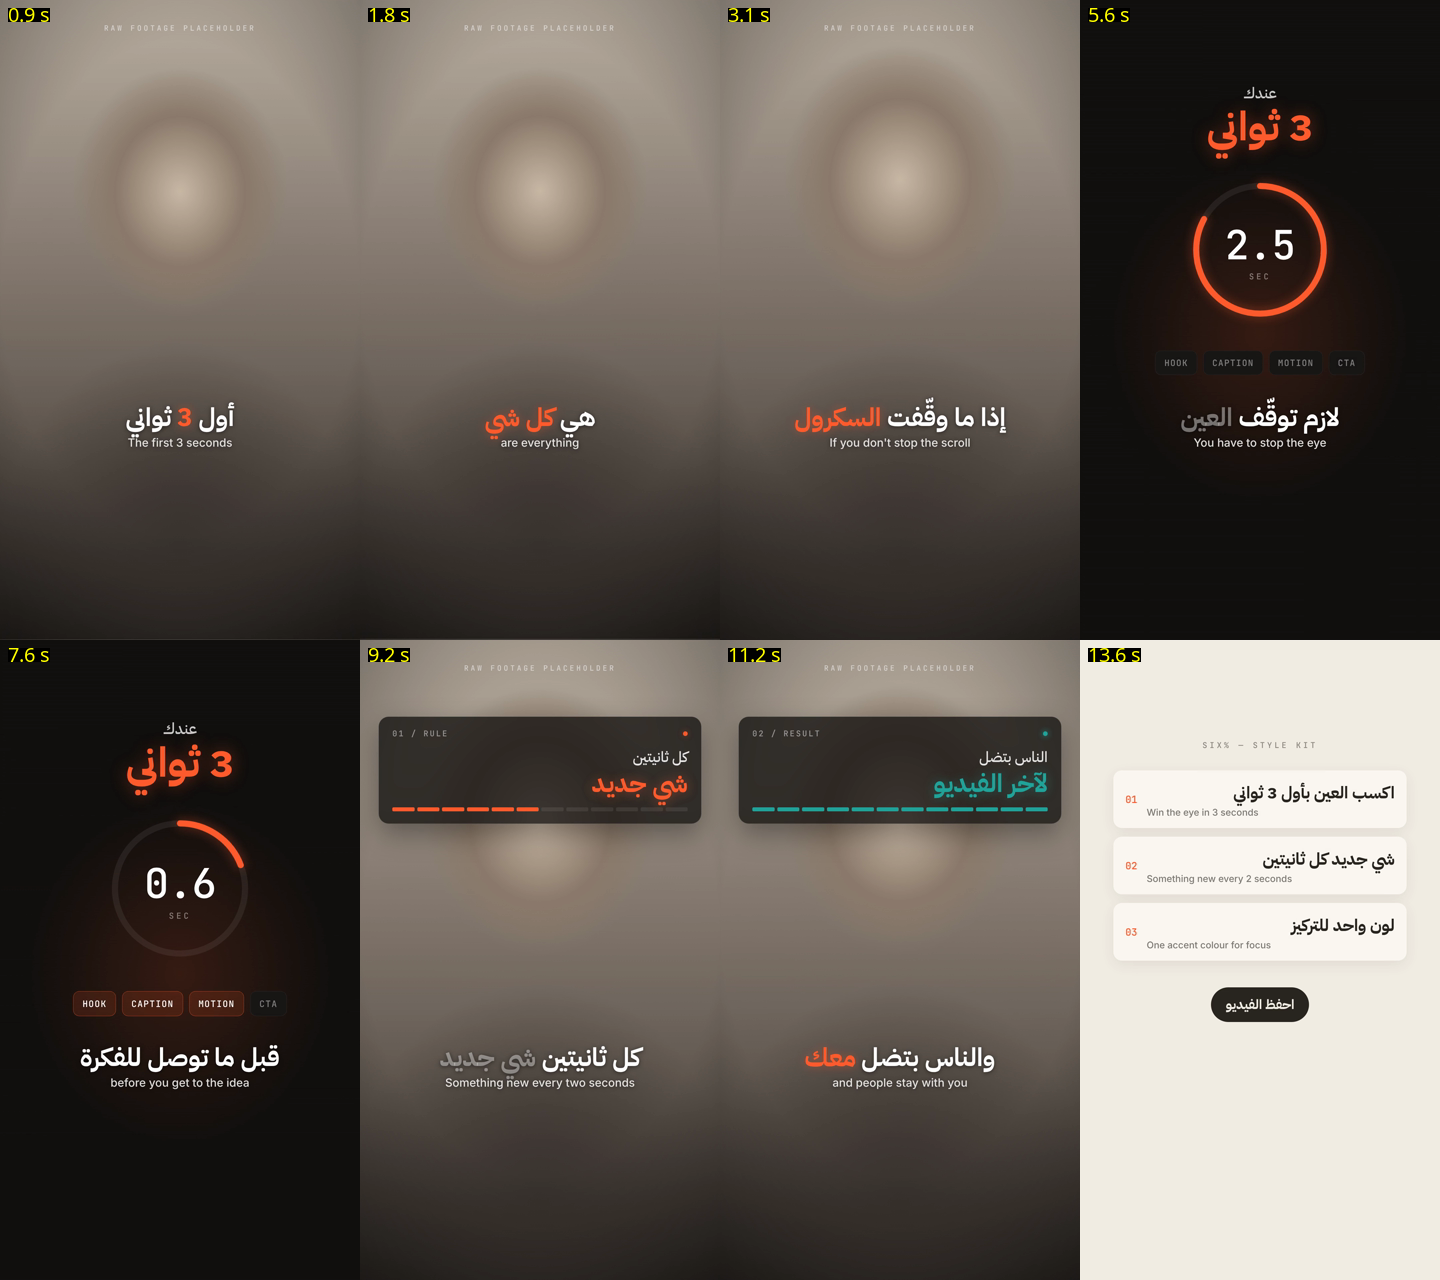 0.9 s
RAW FOOTAGE PLACEHOLDER
أول 3 ثواني
The first 3 seconds
1.8 s
RAW FOOTAGE PLACEHOLDER
هي كل شي
are everything
3.1 s
RAW FOOTAGE PLACEHOLDER
إذا ما وقّفت السكرول
If you don't stop the scroll
5.6 s
عندك
3 ثواني
2.5
SEC
HOOK CAPTION MOTION CTA
لازم توقّف العين
You have to stop the eye
7.6 s
عندك
3 ثواني
0.6
SEC
HOOK CAPTION MOTION CTA
قبل ما توصل للفكرة
before you get to the idea
9.2 s
RAW FOOTAGE PLACEHOLDER
01 / RULE
كل ثانيتين
شي جديد
كل ثانيتين شي جديد
Something new every two seconds
11.2 s
RAW FOOTAGE PLACEHOLDER
02 / RESULT
الناس بتضل
لآخر الفيديو
والناس بتضل معك
and people stay with you
13.6 s
SIX% — STYLE KIT
01
اكسب العين بأول 3 ثواني
Win the eye in 3 seconds
02
شي جديد كل ثانيتين
Something new every 2 seconds
03
لون واحد للتركيز
One accent colour for focus
احفظ الفيديو